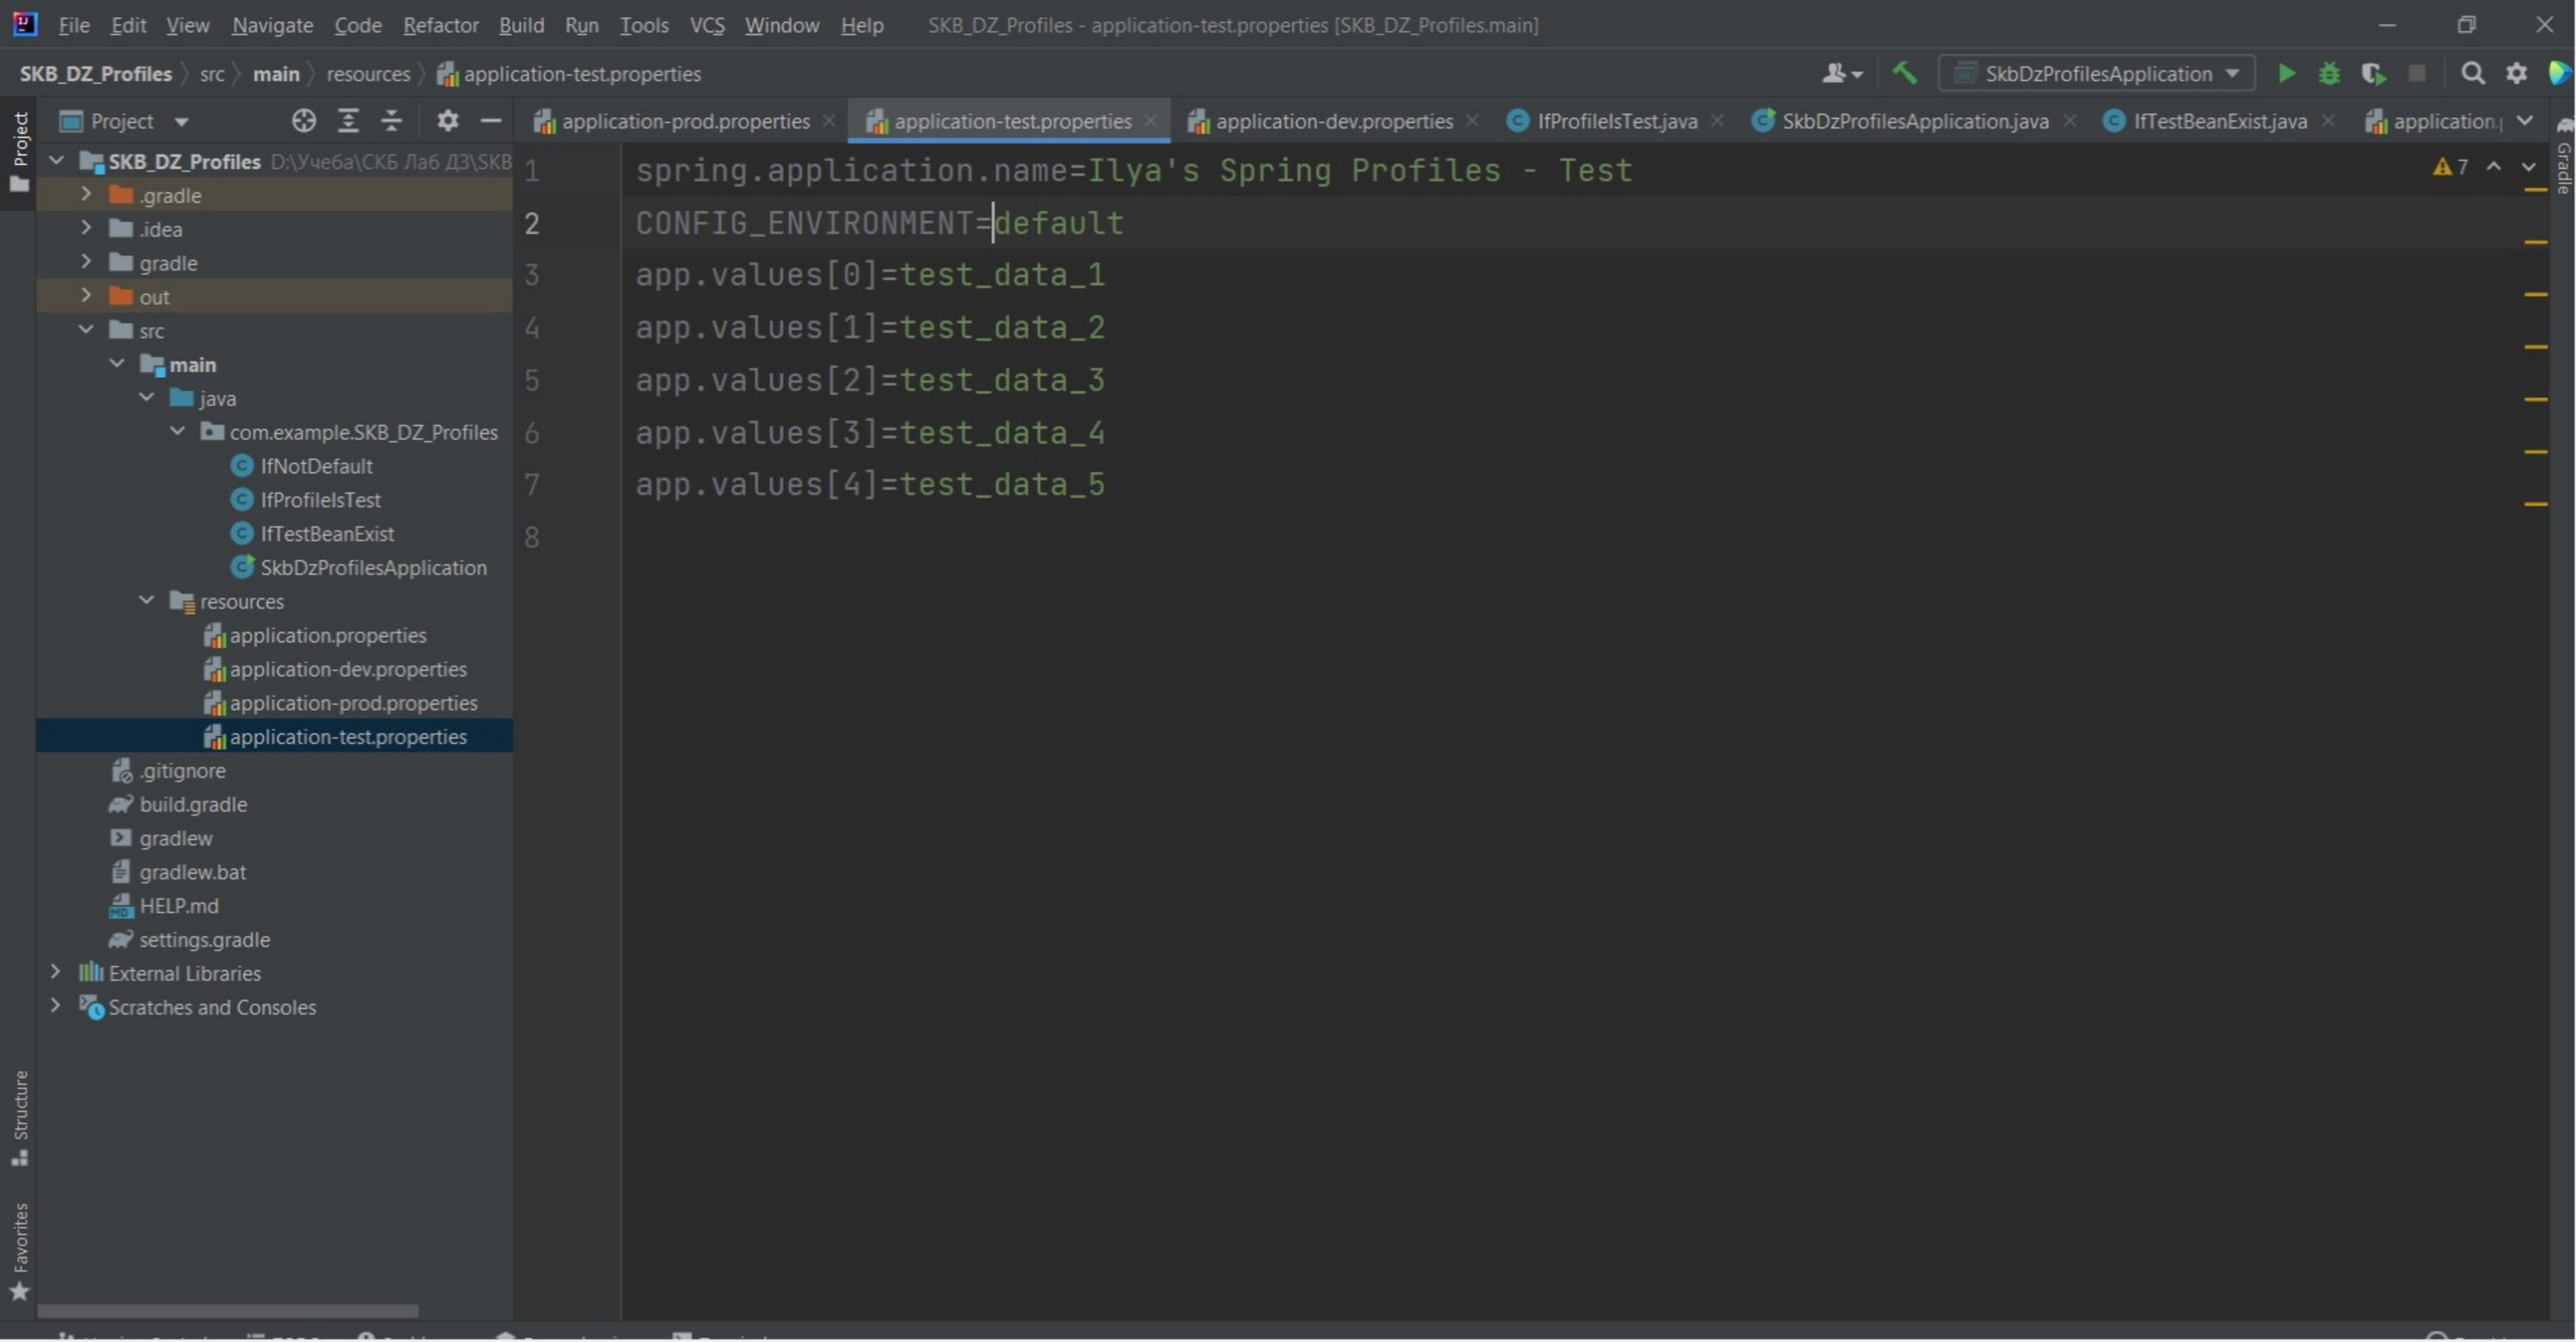 File Edit View Navigate Code Refactor Build Run Tools VCS Window Help SKB_DZ_Profiles - application-test.properties [SKB_DZ_Profiles.main]
SKB_DZ_Profiles src main resources application-test.properties SkbDzProfilesApplication
Project
Project
application-prod.properties application-test.properties application-dev.properties IfProfileIsTest.java SkbDzProfilesApplication.java IfTestBeanExist.java application.
Gradle
SKB_DZ_Profiles D:\Учеба\СКБ Лаб ДЗ\SKB
.gradle
.idea
gradle
out
src
main
java
com.example.SKB_DZ_Profiles
IfNotDefault
IfProfileIsTest
IfTestBeanExist
SkbDzProfilesApplication
resources
application.properties
application-dev.properties
application-prod.properties
application-test.properties
.gitignore
build.gradle
gradlew
gradlew.bat
HELP.md
settings.gradle
External Libraries
Scratches and Consoles
Structure
Favorites
1 spring.application.name=Ilya's Spring Profiles - Test
2 CONFIG_ENVIRONMENT=default
3 app.values[0]=test_data_1
4 app.values[1]=test_data_2
5 app.values[2]=test_data_3
6 app.values[3]=test_data_4
7 app.values[4]=test_data_5
8
7